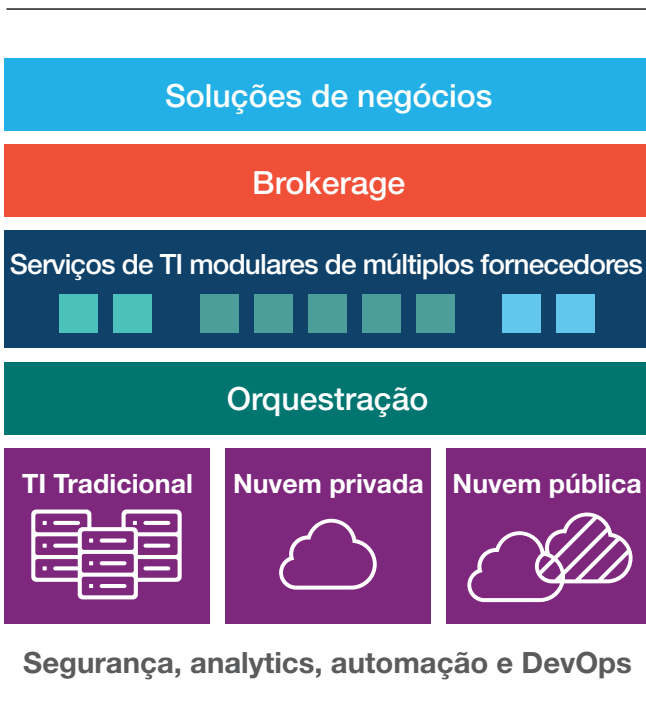 Soluções de negócios
Brokerage
Serviços de TI modulares de múltiplos fornecedores
Orquestração
TI Tradicional
Nuvem privada
Nuvem pública
Segurança, analytics, automação e DevOps